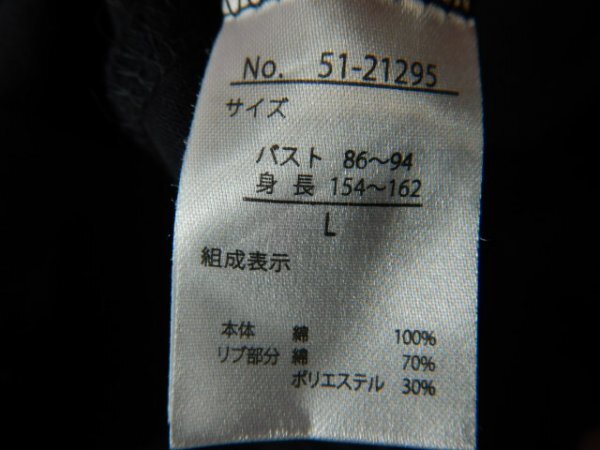 No. 51-21295
サイズ
バスト 86～94
身長 154～162
L
組成表示
本体 綿 100%
リブ部分 綿 70%
ポリエステル 30%